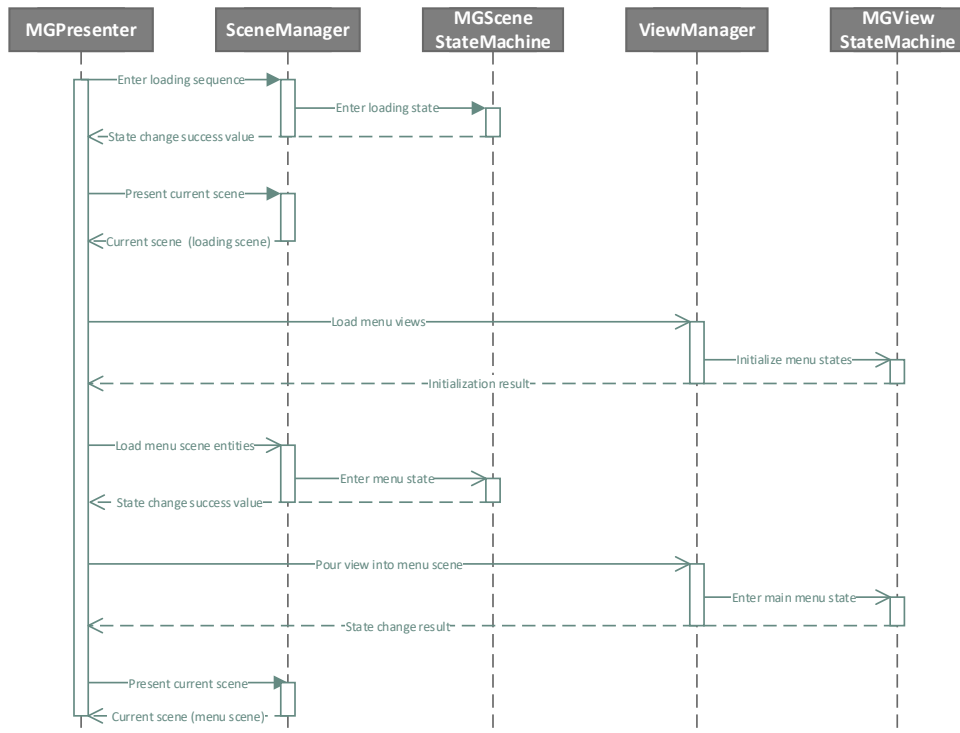 MGPresenter
SceneManager
MGScene
StateMachine
ViewManager
MGView
StateMachine
Enter loading sequence
Enter loading state
State change success value
Present current scene
Current scene (loading scene)
Load menu views
Initialize menu states
Initialization result
Load menu scene entities
Enter menu state
State change success value
Pour view into menu scene
Enter main menu state
State change result
Present current scene
Current scene (menu scene)